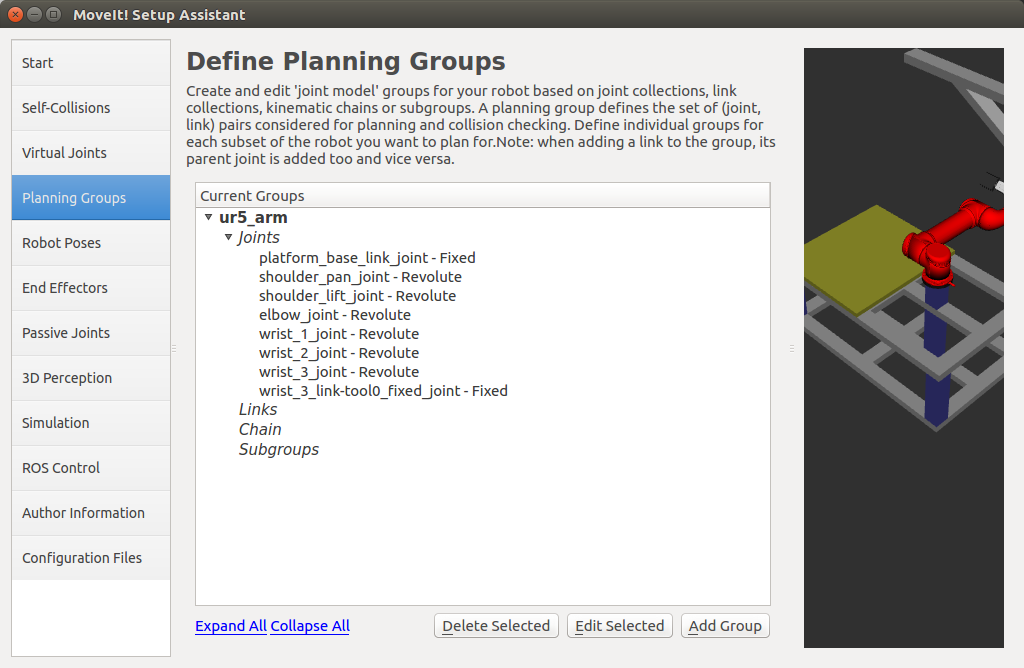 MoveIt! Setup Assistant
Start
Self-Collisions
Virtual Joints
Planning Groups
Robot Poses
End Effectors
Passive Joints
3D Perception
Simulation
ROS Control
Author Information
Configuration Files
Define Planning Groups
Create and edit 'joint model' groups for your robot based on joint collections, link
collections, kinematic chains or subgroups. A planning group defines the set of (joint,
link) pairs considered for planning and collision checking. Define individual groups for
each subset of the robot you want to plan for.Note: when adding a link to the group, its
parent joint is added too and vice versa.
Current Groups
ur5_arm
Joints
platform_base_link_joint - Fixed
shoulder_pan_joint - Revolute
shoulder_lift_joint - Revolute
elbow_joint - Revolute
wrist_1_joint - Revolute
wrist_2_joint - Revolute
wrist_3_joint - Revolute
wrist_3_link-tool0_fixed_joint - Fixed
Links
Chain
Subgroups
Expand All Collapse All Delete Selected Edit Selected Add Group